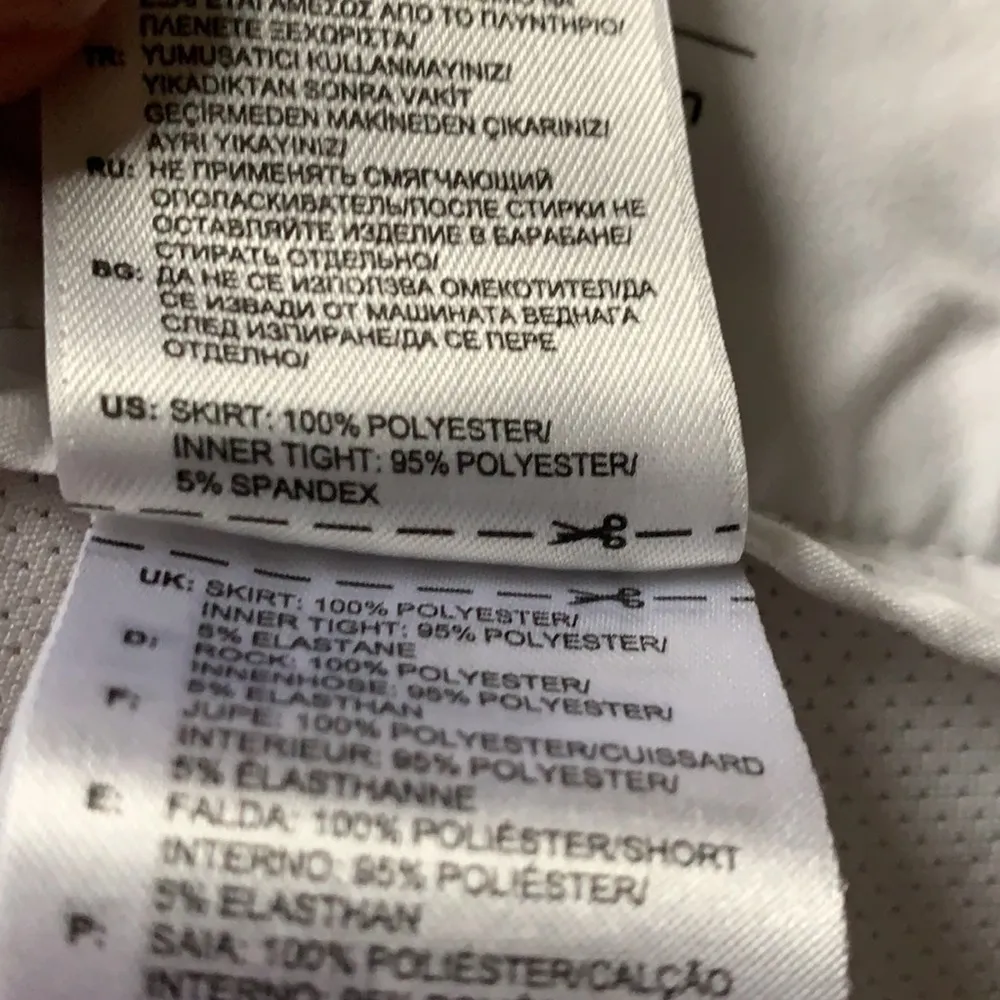 ΠΛΕΝΕΤΕ ΞΕΧΩΡΙΣΤΑ/
TR: YUMUŞATICI KULLANMAYINIZ/
YIKADIKTAN SONRA VAKİT
GEÇİRMEDEN MAKİNEDEN ÇIKARINIZ/
AYRI YIKAYINIZ/
RU: НЕ ПРИМЕНЯТЬ СМЯГЧАЮЩИЙ
ОПОЛАСКИВАТЕЛЬ/ПОСЛЕ СТИРКИ НЕ
ОСТАВЛЯЙТЕ ИЗДЕЛИЕ В БАРАБАНЕ/
СТИРАТЬ ОТДЕЛЬНО/
BG: ДА НЕ СЕ ИЗПОЛЗВА ОМЕКОТИТЕЛ/ДА
СЕ ИЗВАДИ ОТ МАШИНАТА ВЕДНАГА
СЛЕД ИЗПИРАНЕ/ДА СЕ ПЕРЕ
ОТДЕЛНО/
US: SKIRT: 100% POLYESTER/
INNER TIGHT: 95% POLYESTER/
5% SPANDEX
UK: SKIRT: 100% POLYESTER/
INNER TIGHT: 95% POLYESTER/
5% ELASTANE
D: ROCK: 100% POLYESTER/
INNENHOSE: 95% POLYESTER/
5% ELASTHAN
F: JUPE: 100% POLYESTER/CUISSARD
INTERIEUR: 95% POLYESTER/
5% ÉLASTHANNE
E: FALDA: 100% POLIÉSTER/SHORT
INTERNO: 95% POLIÉSTER/
5% ELASTHAN
P: SAIA: 100% POLIÉSTER/CALÇÃO
INTERNO: 95%